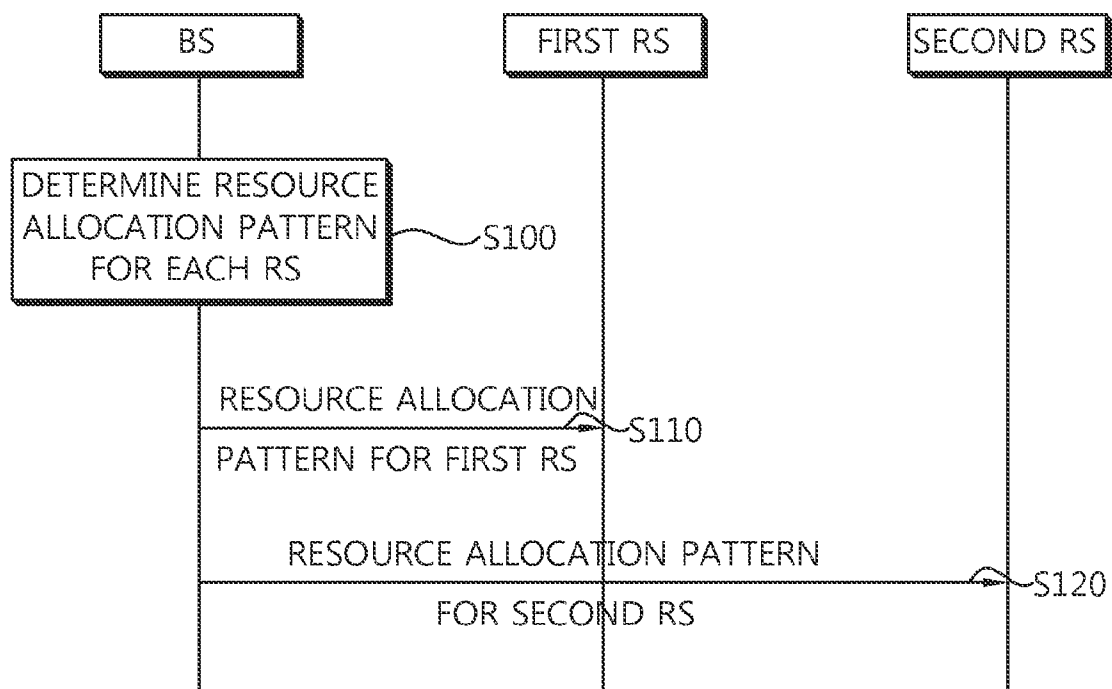 BS
FIRST RS
SECOND RS
DETERMINE RESOURCE
ALLOCATION PATTERN
FOR EACH RS
S100
RESOURCE ALLOCATION
S110
PATTERN FOR FIRST RS
RESOURCE ALLOCATION PATTERN
S120
FOR SECOND RS